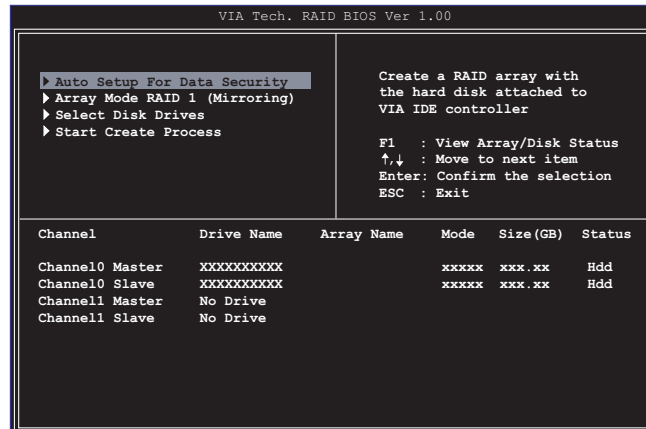 VIA Tech. RAID BIOS Ver 1.00
Auto Setup For Data Security
Array Mode RAID 1 (Mirroring)
Select Disk Drives
Start Create Process
Create a RAID array with
the hard disk attached to
VIA IDE controller
F1 : View Array/Disk Status
↑,↓ : Move to next item
Enter: Confirm the selection
ESC : Exit
Channel Drive Name Array Name Mode Size(GB) Status
Channel0 Master XXXXXXXXXX xxxxx xxx.xx Hdd
Channel0 Slave XXXXXXXXXX xxxxx xxx.xx Hdd
Channel1 Master No Drive
Channel1 Slave No Drive